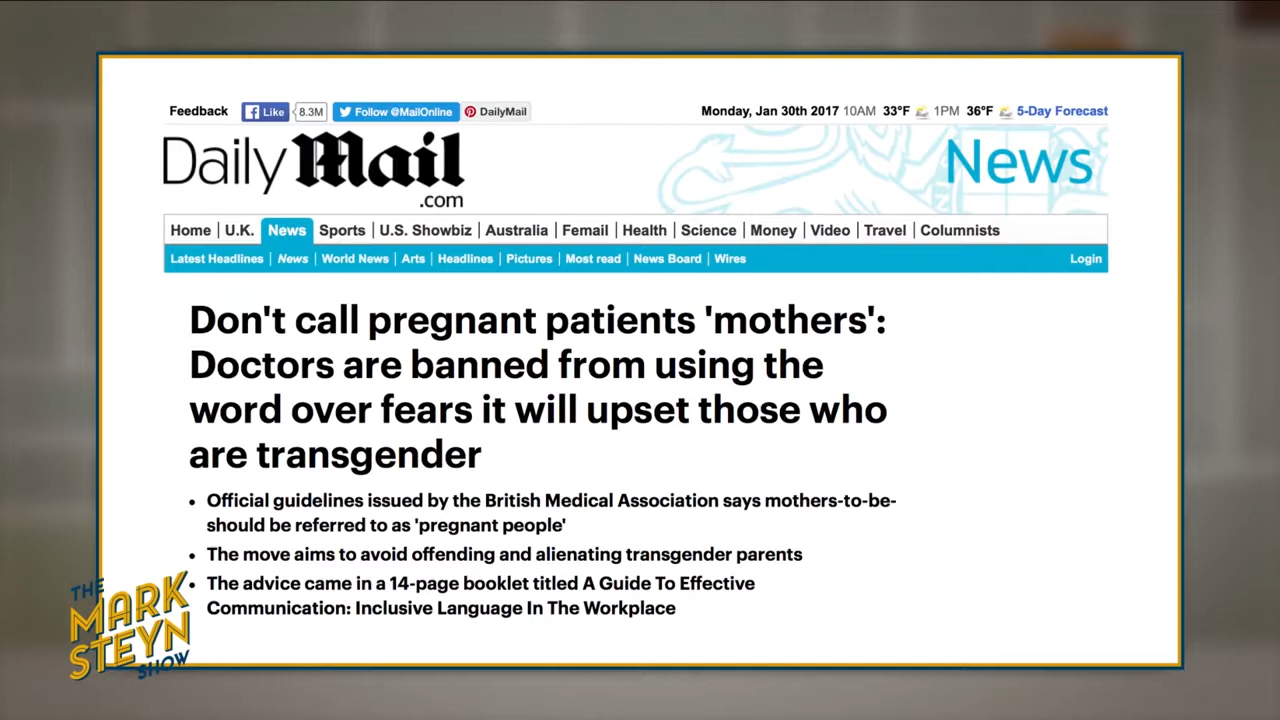 Feedback Like 8.3M Follow @MailOnline DailyMail Monday, Jan 30th 2017 10AM 33°F 1PM 36°F 5-Day Forecast
Daily Mail
.com
News
Home U.K. News Sports U.S. Showbiz Australia Femail Health Science Money Video Travel Columnists
Latest Headlines News World News Arts Headlines Pictures Most read News Board Wires Login
Don't call pregnant patients 'mothers':
Doctors are banned from using the
word over fears it will upset those who
are transgender
• Official guidelines issued by the British Medical Association says mothers-to-be-
should be referred to as 'pregnant people'
• The move aims to avoid offending and alienating transgender parents
• The advice came in a 14-page booklet titled A Guide To Effective
Communication: Inclusive Language In The Workplace
THE
MARK
STEYN
SHOW